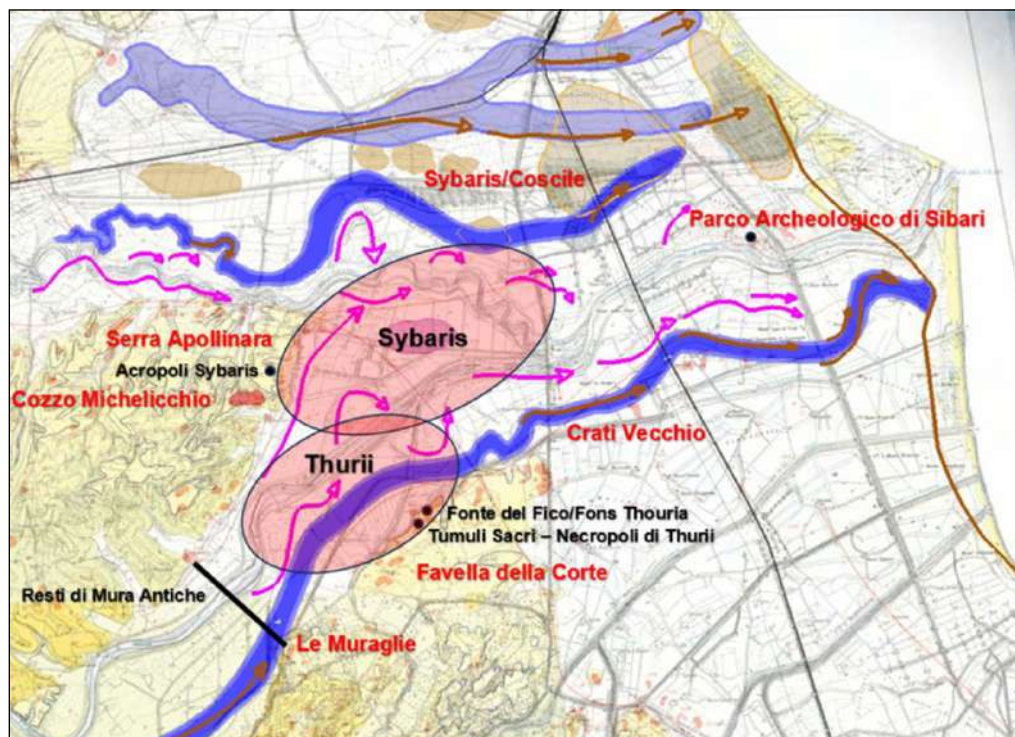 Sybaris/Coscile
Parco Archeologico di Sibari
Serra Apollinara
Sybaris
Acropoli Sybaris
Cozzo Michelicchio
Crati Vecchio
Thurii
Fonte del Fico/Fons Thouria
Tumuli Sacri – Necropoli di Thurii
Favella della Corte
Resti di Mura Antiche
Le Muraglie